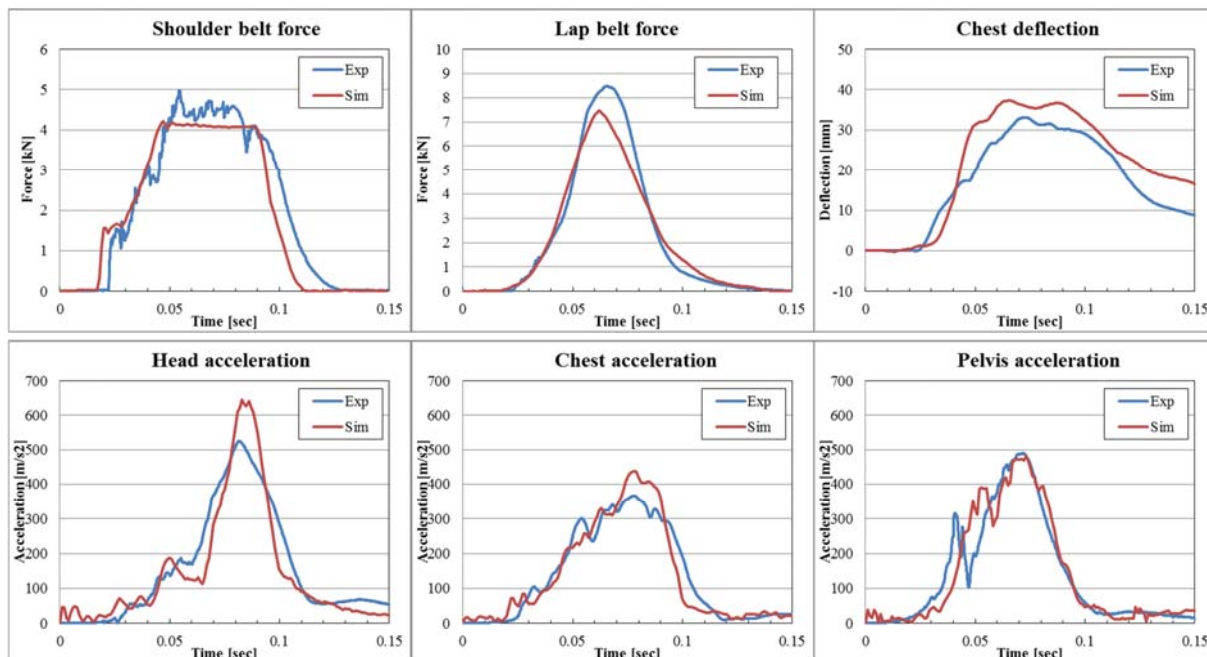 Shoulder belt force
6
5
4
3
2
1
0
Force [kN]
Exp
Sim
0
0.05
0.1
0.15
Time [sec]
Lap belt force
10
9
8
7
6
5
4
3
2
1
0
Force [kN]
Exp
Sim
0
0.05
0.1
0.15
Time [sec]
Chest deflection
50
40
30
20
10
0
-10
Deflection [mm]
Exp
Sim
0
0.05
0.1
0.15
Time [sec]
Head acceleration
700
600
500
400
300
200
100
0
Acceleration [m/s2]
Exp
Sim
0
0.05
0.1
0.15
Time [sec]
Chest acceleration
700
600
500
400
300
200
100
0
Acceleration [m/s2]
Exp
Sim
0
0.05
0.1
0.15
Time [sec]
Pelvis acceleration
700
600
500
400
300
200
100
0
Acceleration [m/s2]
Exp
Sim
0
0.05
0.1
0.15
Time [sec]